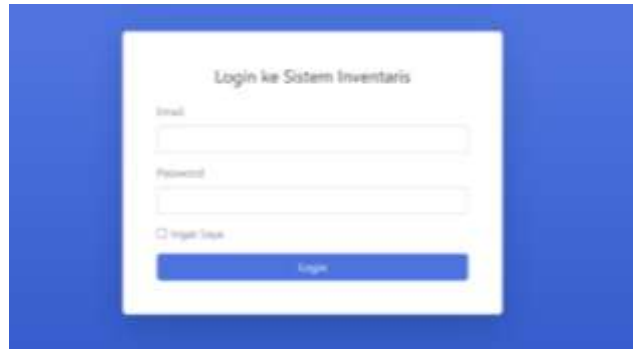 Login ke Sistem Inventaris
Email
Password
Ingat Saya
Login